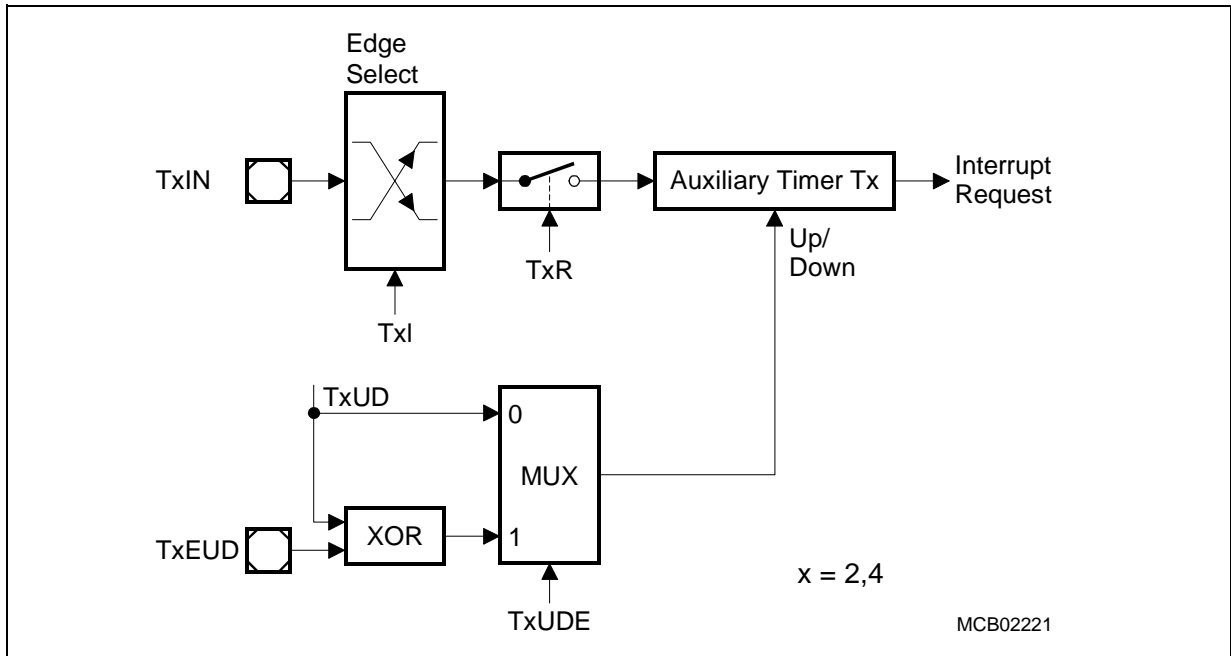 Edge
Select
TxIN
Auxiliary Timer Tx
Interrupt
Request
TxR
Up/
Down
TxI
TxUD
0
MUX
TxEUD
XOR
1
x = 2,4
TxUDE
MCB02221